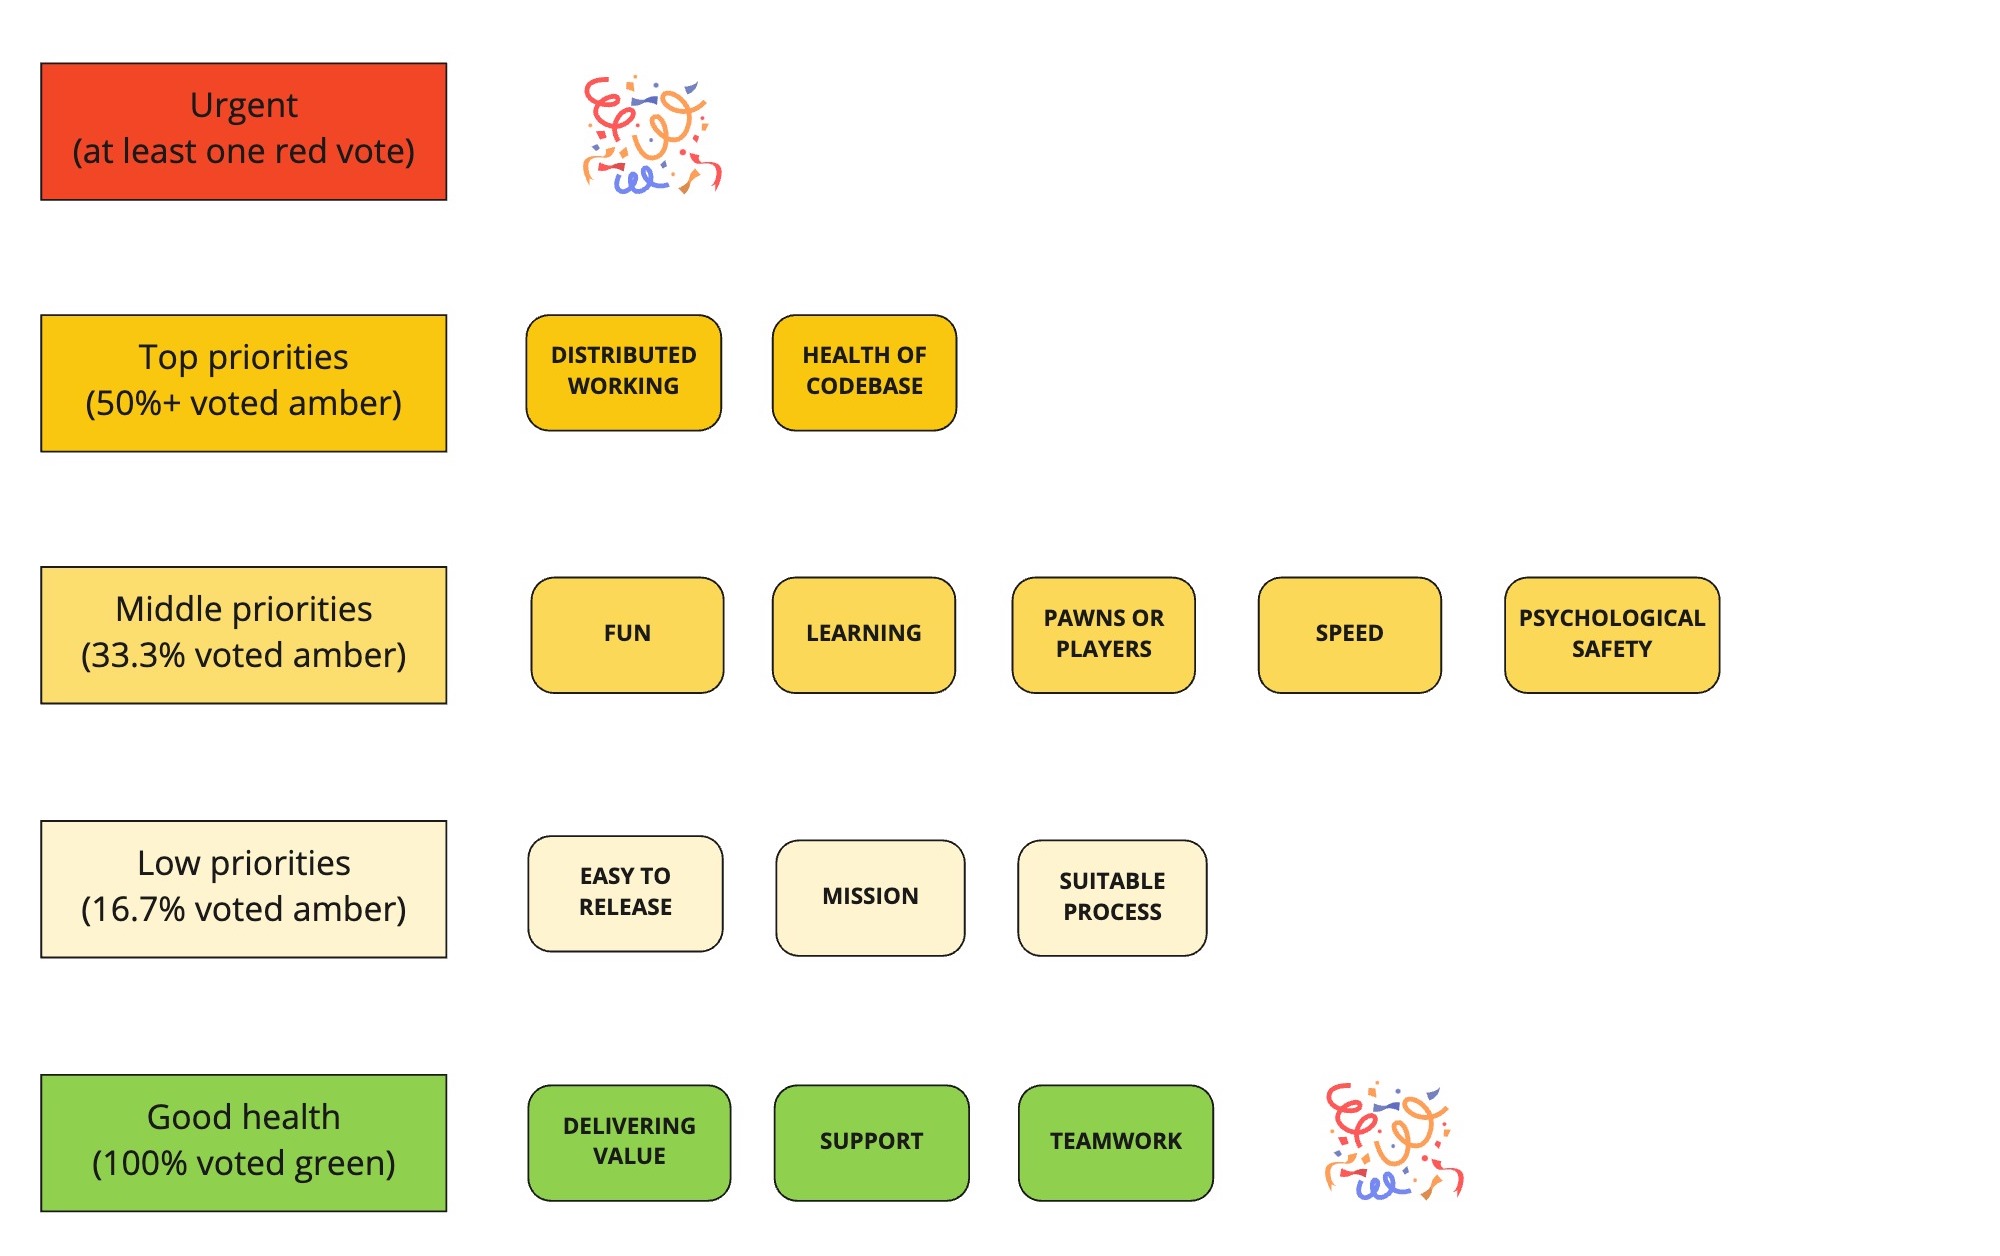 Urgent
(at least one red vote)
Top priorities
(50%+ voted amber)
DISTRIBUTED
WORKING
HEALTH OF
CODEBASE
Middle priorities
(33.3% voted amber)
FUN
LEARNING
PAWNS OR
PLAYERS
SPEED
PSYCHOLOGICAL
SAFETY
Low priorities
(16.7% voted amber)
EASY TO
RELEASE
MISSION
SUITABLE
PROCESS
Good health
(100% voted green)
DELIVERING
VALUE
SUPPORT
TEAMWORK